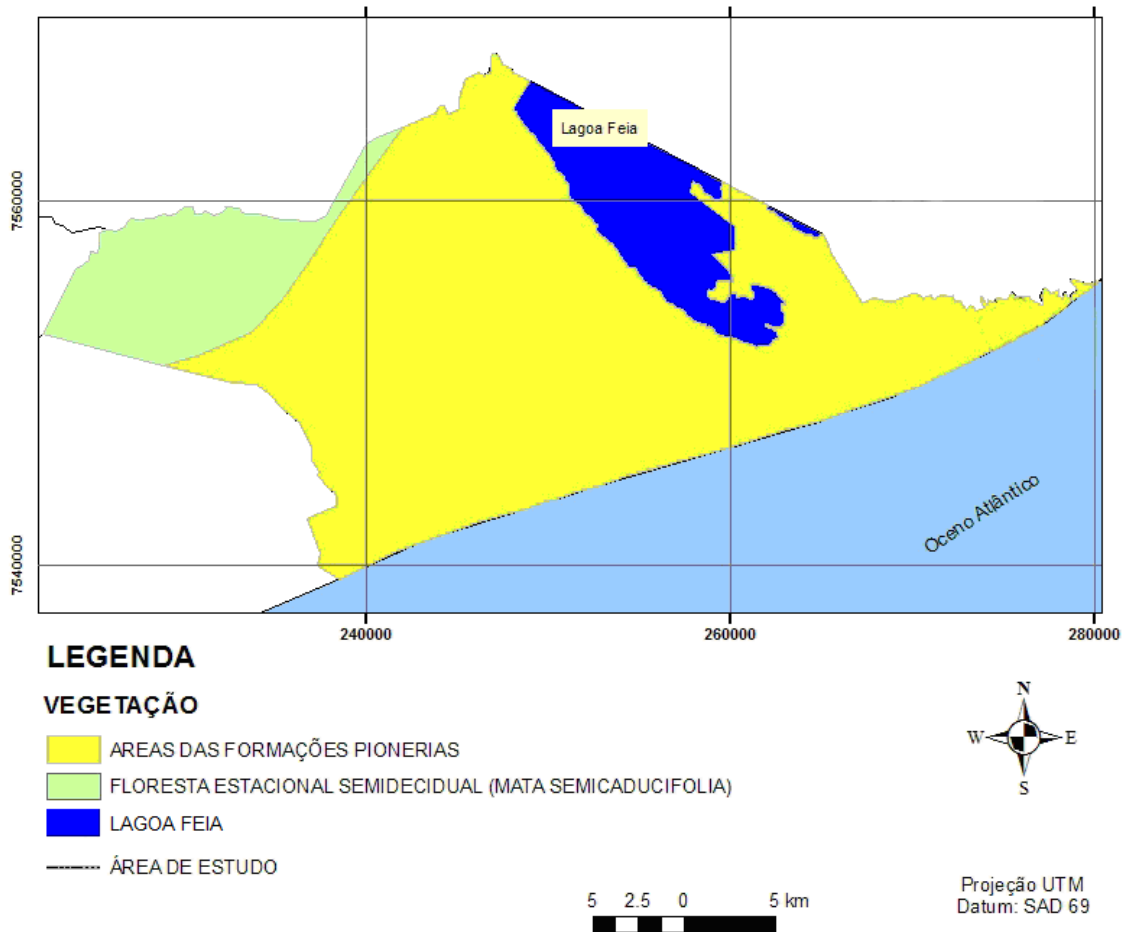 Lagoa Feia
7560000
7540000
Oceno Atlântico
240000
260000
280000
LEGENDA
VEGETAÇÃO
AREAS DAS FORMAÇÕES PIONERIAS
FLORESTA ESTACIONAL SEMIDECIDUAL (MATA SEMICADUCIFOLIA)
LAGOA FEIA
ÁREA DE ESTUDO
N
W
E
S
5 2.5 0 5 km
Projeção UTM
Datum: SAD 69